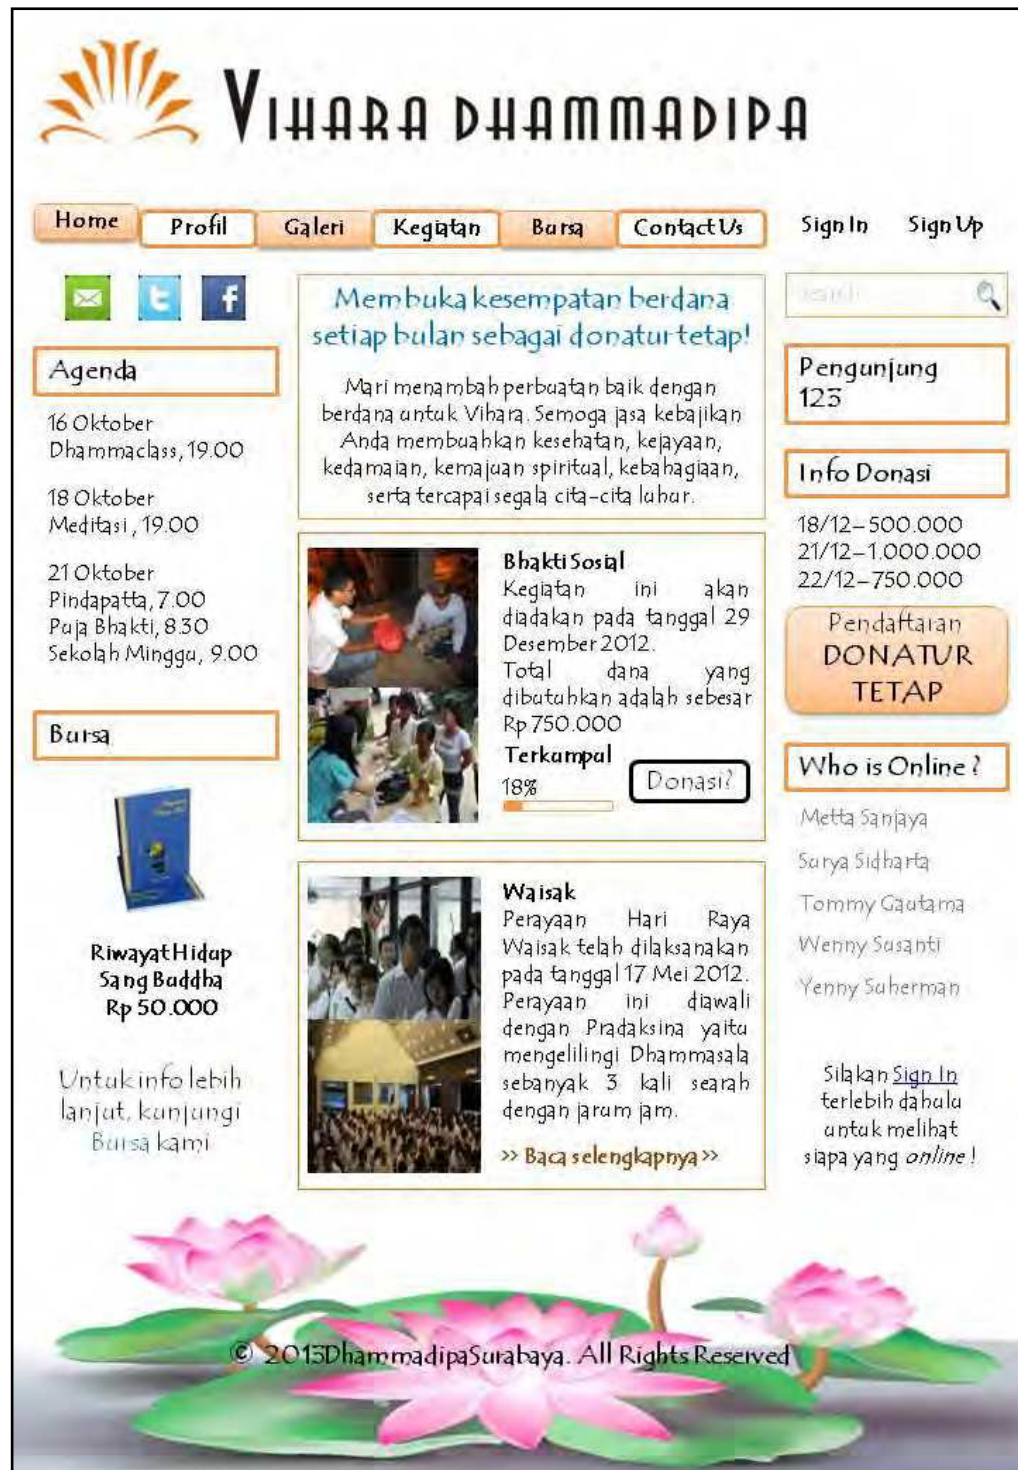 VIHARA DHAMMADIPA
Home
Profil
Galeri
Kegiatan
Bursa
Contact Us
Sign In
Sign Up
Agenda
16 Oktober
Dhammaclass, 19.00
18 Oktober
Meditasi , 19.00
21 Oktober
Pindapatta, 7.00
Puja Bhakti, 8.30
Sekolah Minggu, 9.00
Bursa
Riwayat Hidup
Sang Buddha
Rp 50.000
Untuk info lebih
lanjut, kunjungi
Bursa kami
Membuka kesempatan berdana
setiap bulan sebagai donatur tetap!
Mari menambah perbuatan baik dengan
berdana untuk Vihara. Semoga jasa kebajikan
Anda membuahkan kesehatan, kejayaan,
kedamaian, kemajuan spiritual, kebahagiaan,
serta tercapai segala cita-cita luhur.
Bhakti Sosial
Kegiatan ini akan
diadakan pada tanggal 29
Desember 2012.
Total dana yang
dibutuhkan adalah sebesar
Rp 750.000
Terkumpul
18%
Donasi?
Waisak
Perayaan Hari Raya
Waisak telah dilaksanakan
pada tanggal 17 Mei 2012.
Perayaan ini diawali
dengan Pradaksina yaitu
mengelilingi Dhammasala
sebanyak 3 kali searah
dengan jarum jam.
>> Baca selengkapnya >>
search
Pengunjung
123
Info Donasi
18/12–500.000
21/12–1.000.000
22/12–750.000
Pendaftaran
DONATUR
TETAP
Who is Online ?
Metta Sanjaya
Surya Sidharta
Tommy Gautama
Wenny Susanti
Yenny Suherman
Silakan Sign In
terlebih dahulu
untuk melihat
siapa yang online !
© 2013DhammadipaSurabaya. All Rights Reserved